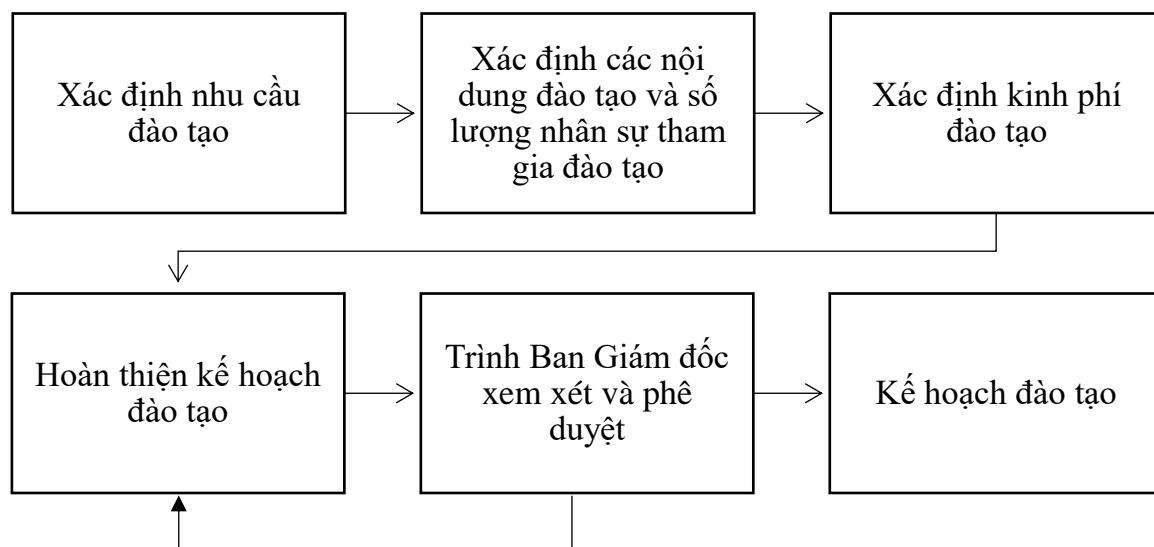 Xác định nhu cầu
đào tạo
Xác định các nội
dung đào tạo và số
lượng nhân sự tham
gia đào tạo
Xác định kinh phí
đào tạo
Hoàn thiện kế hoạch
đào tạo
Trình Ban Giám đốc
xem xét và phê
duyệt
Kế hoạch đào tạo